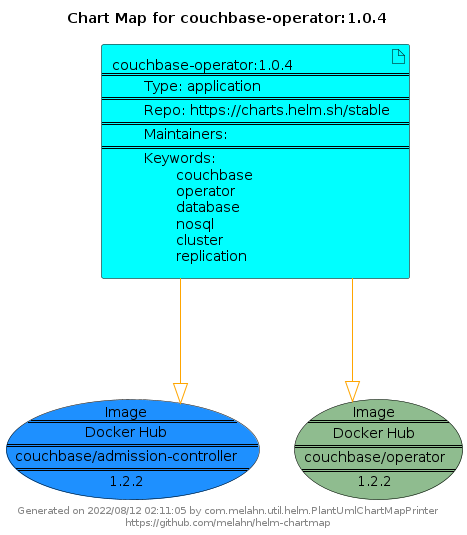 Chart Map for couchbase-operator:1.0.4
couchbase-operator:1.0.4
Type: application
Repo: https://charts.helm.sh/stable
Maintainers:
Keywords:
couchbase
operator
database
nosql
cluster
replication
Image
Docker Hub
couchbase/admission-controller
1.2.2
Image
Docker Hub
couchbase/operator
1.2.2
Generated on 2022/08/12 02:11:05 by com.melahn.util.helm.PlantUmlChartMapPrinter
https://github.com/melahn/helm-chartmap